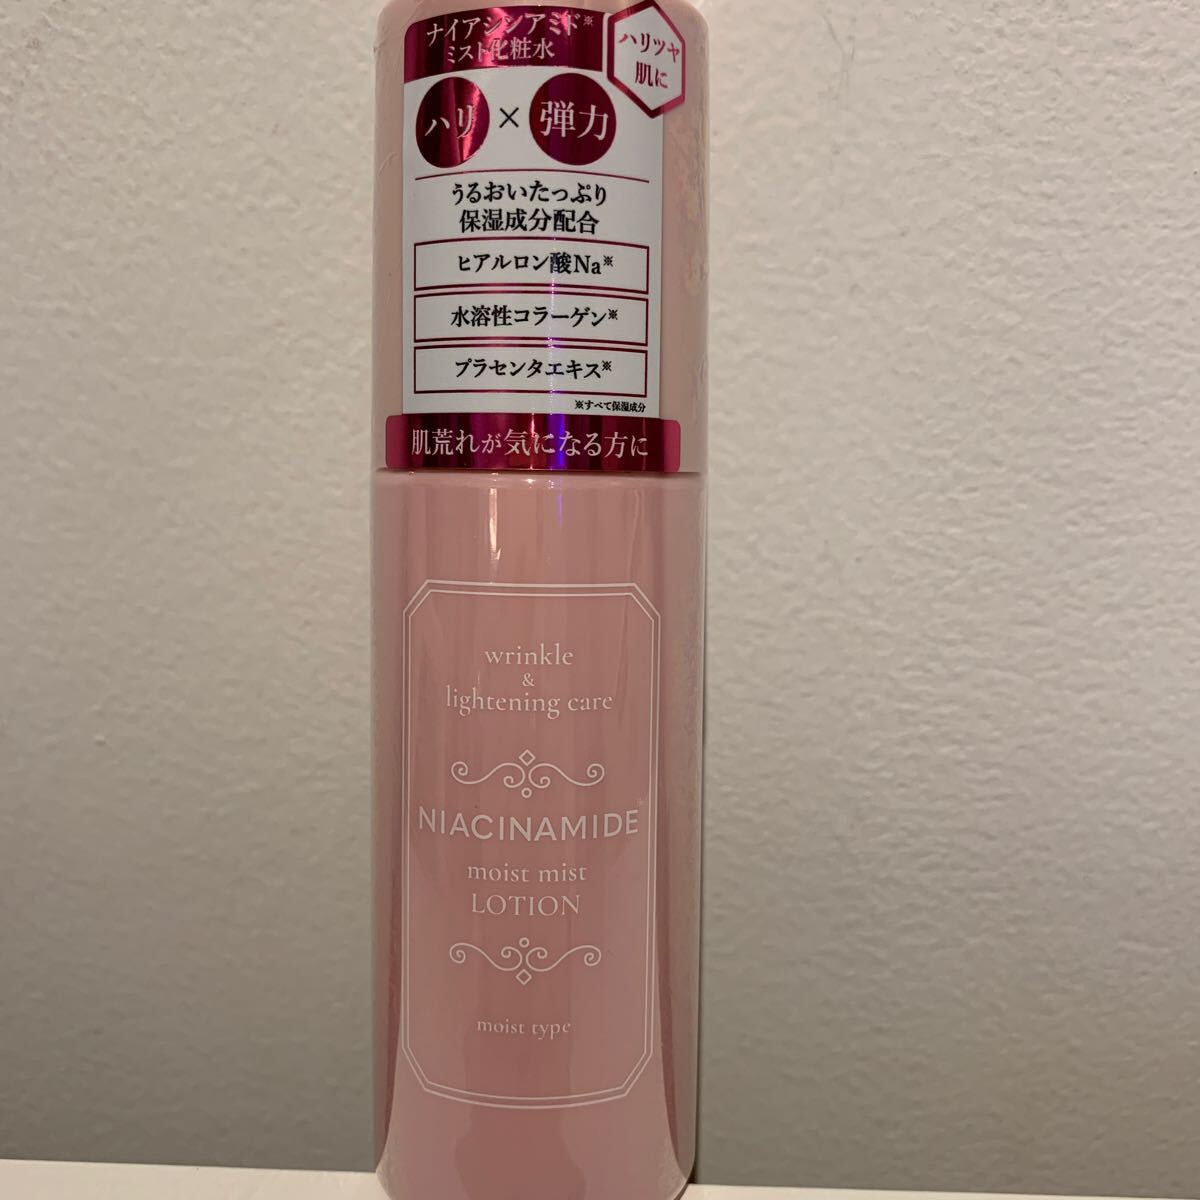 ナイアシンアミド※
ミスト化粧水
ハリツヤ
肌に
ハリ×弾力
うるおいたっぷり
保湿成分配合
ヒアルロン酸Na※
水溶性コラーゲン※
プラセンタエキス※
※すべて保湿成分
肌荒れが気になる方に
wrinkle
&
lightening care
NIACINAMIDE※
moist mist
LOTION
moist type